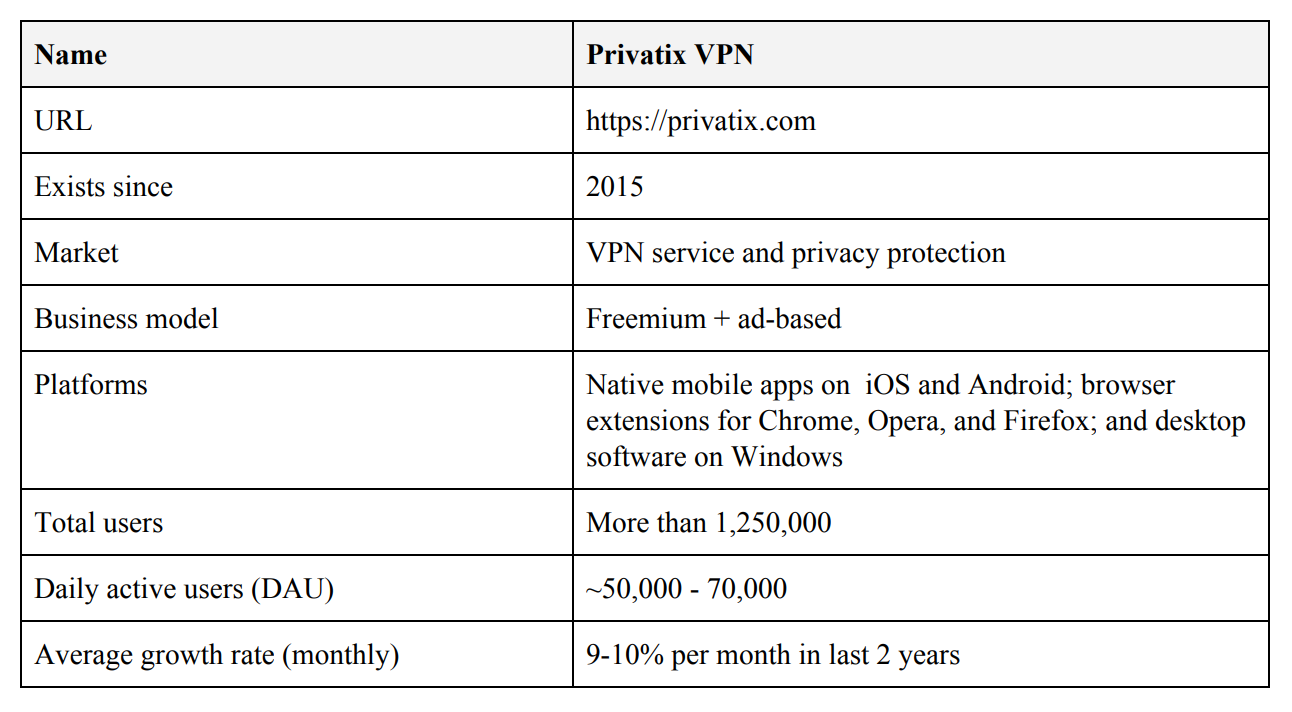 Name Privatix VPN
URL https://privatix.com
Exists since 2015
Market VPN service and privacy protection
Business model Freemium + ad-based
Platforms Native mobile apps on  iOS and Android; browser
extensions for Chrome, Opera, and Firefox; and desktop
software on Windows
Total users More than 1,250,000
Daily active users (DAU) ~50,000 - 70,000
Average growth rate (monthly) 9-10% per month in last 2 years